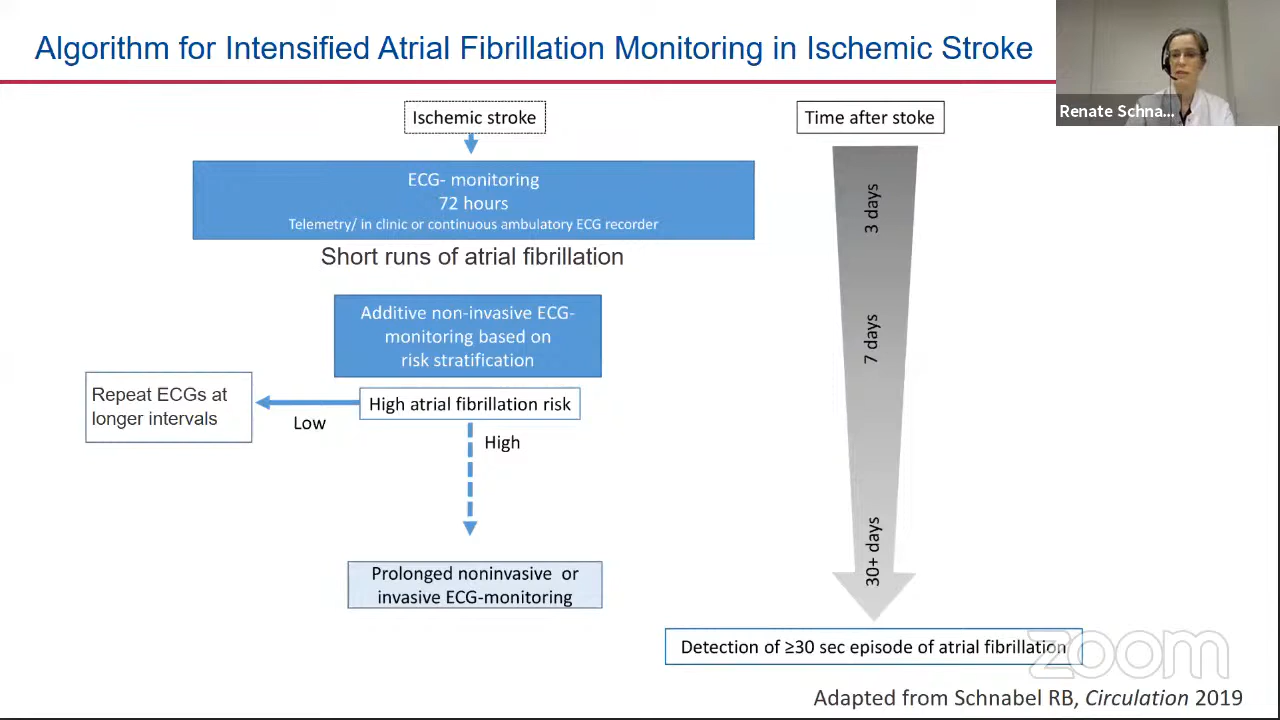 Algorithm for Intensified Atrial Fibrillation Monitoring in Ischemic Stroke
Renate Schna...
Ischemic stroke
Time after stoke
ECG- monitoring
72 hours
Telemetry/ in clinic or continuous ambulatory ECG recorder
3 days
Short runs of atrial fibrillation
Additive non-invasive ECG-
monitoring based on
risk stratification
7 days
Repeat ECGs at
longer intervals
Low
High atrial fibrillation risk
High
30+ days
Prolonged noninvasive or
invasive ECG-monitoring
Detection of ≥30 sec episode of atrial fibrillation
zoom
Adapted from Schnabel RB, Circulation 2019